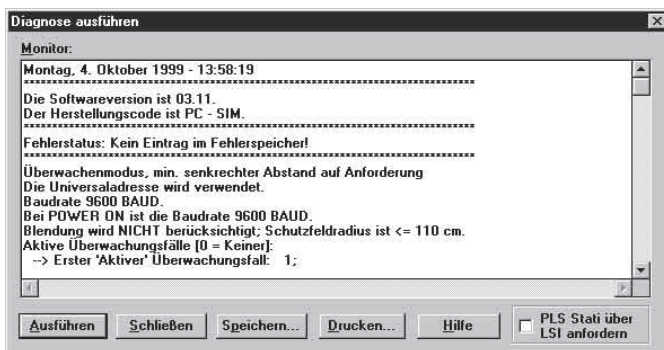 Diagnose ausführen
Monitor:
Montag, 4. Oktober 1999 - 13:58:19
******************************************************************************
Die Softwareversion ist 03.11.
Der Herstellungscode ist PC - SIM.
******************************************************************************
Fehlerstatus: Kein Eintrag im Fehlerspeicher!
******************************************************************************
Überwachenmodus, min. senkrechter Abstand auf Anforderung
Die Universaladresse wird verwendet.
Baudrate 9600 BAUD.
Bei POWER ON ist die Baudrate 9600 BAUD.
Blendung wird NICHT berücksichtigt; Schutzfeldradius ist <= 110 cm.
Aktive Überwachungsfälle [0 = Keiner]:
--> Erster 'Aktiver' Überwachungsfall: 1;
Ausführen Schließen Speichern... Drucken... Hilfe
PLS Stati über
LSI anfordern